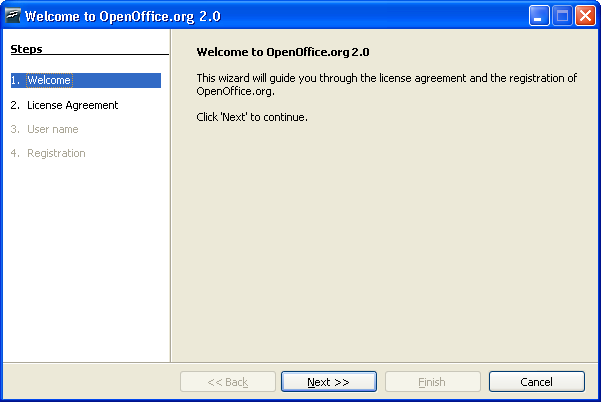 Welcome to OpenOffice.org 2.0
Steps
1. Welcome
2. License Agreement
3. User name
4. Registration
Welcome to OpenOffice.org 2.0
This wizard will guide you through the license agreement and the registration of
OpenOffice.org.
Click 'Next' to continue.
<< Back
Next >>
Finish
Cancel